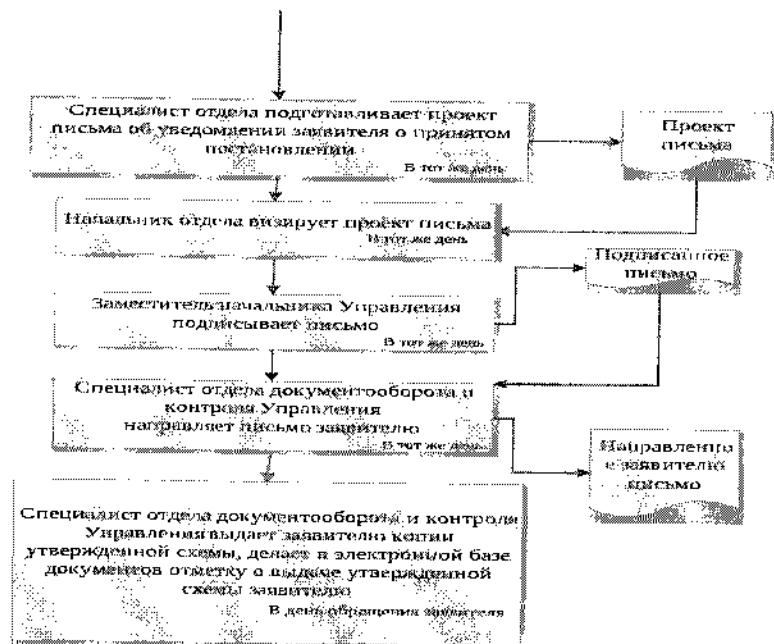 Специалист отдела подготавливает проект
письма об уведомлении заявителя о принятом
постановлении
В тот же день
Проект
письма
Начальник отдела визирует проект письма
В тот же день
Подписанное
письмо
Заместитель начальника Управления
подписывает письмо
В тот же день
Специалист отдела документооборота и
контроля Управления
направляет письмо заявителю
В тот же день
Направленно
е заявителю
письмо
Специалист отдела документооборота и контроля
Управления выдает заявителю копии
утвержденной схемы, делает в электронной базе
документов отметку о выдаче утвержденной
схемы заявителю
В день обращения заявителя